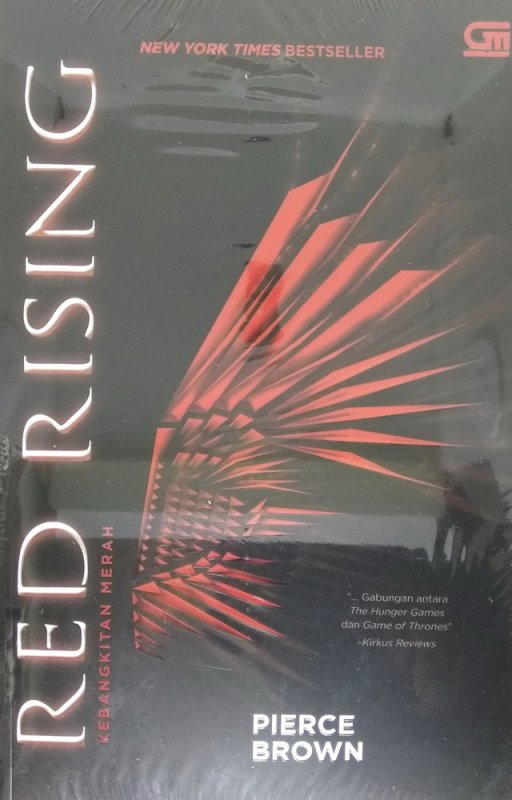 NEW YORK TIMES BESTSELLER
GM
RED RISING
KEBANGKITAN MERAH
"... Gabungan antara
The Hunger Games
dan Game of Thrones"
–Kirkus Reviews
PIERCE
BROWN